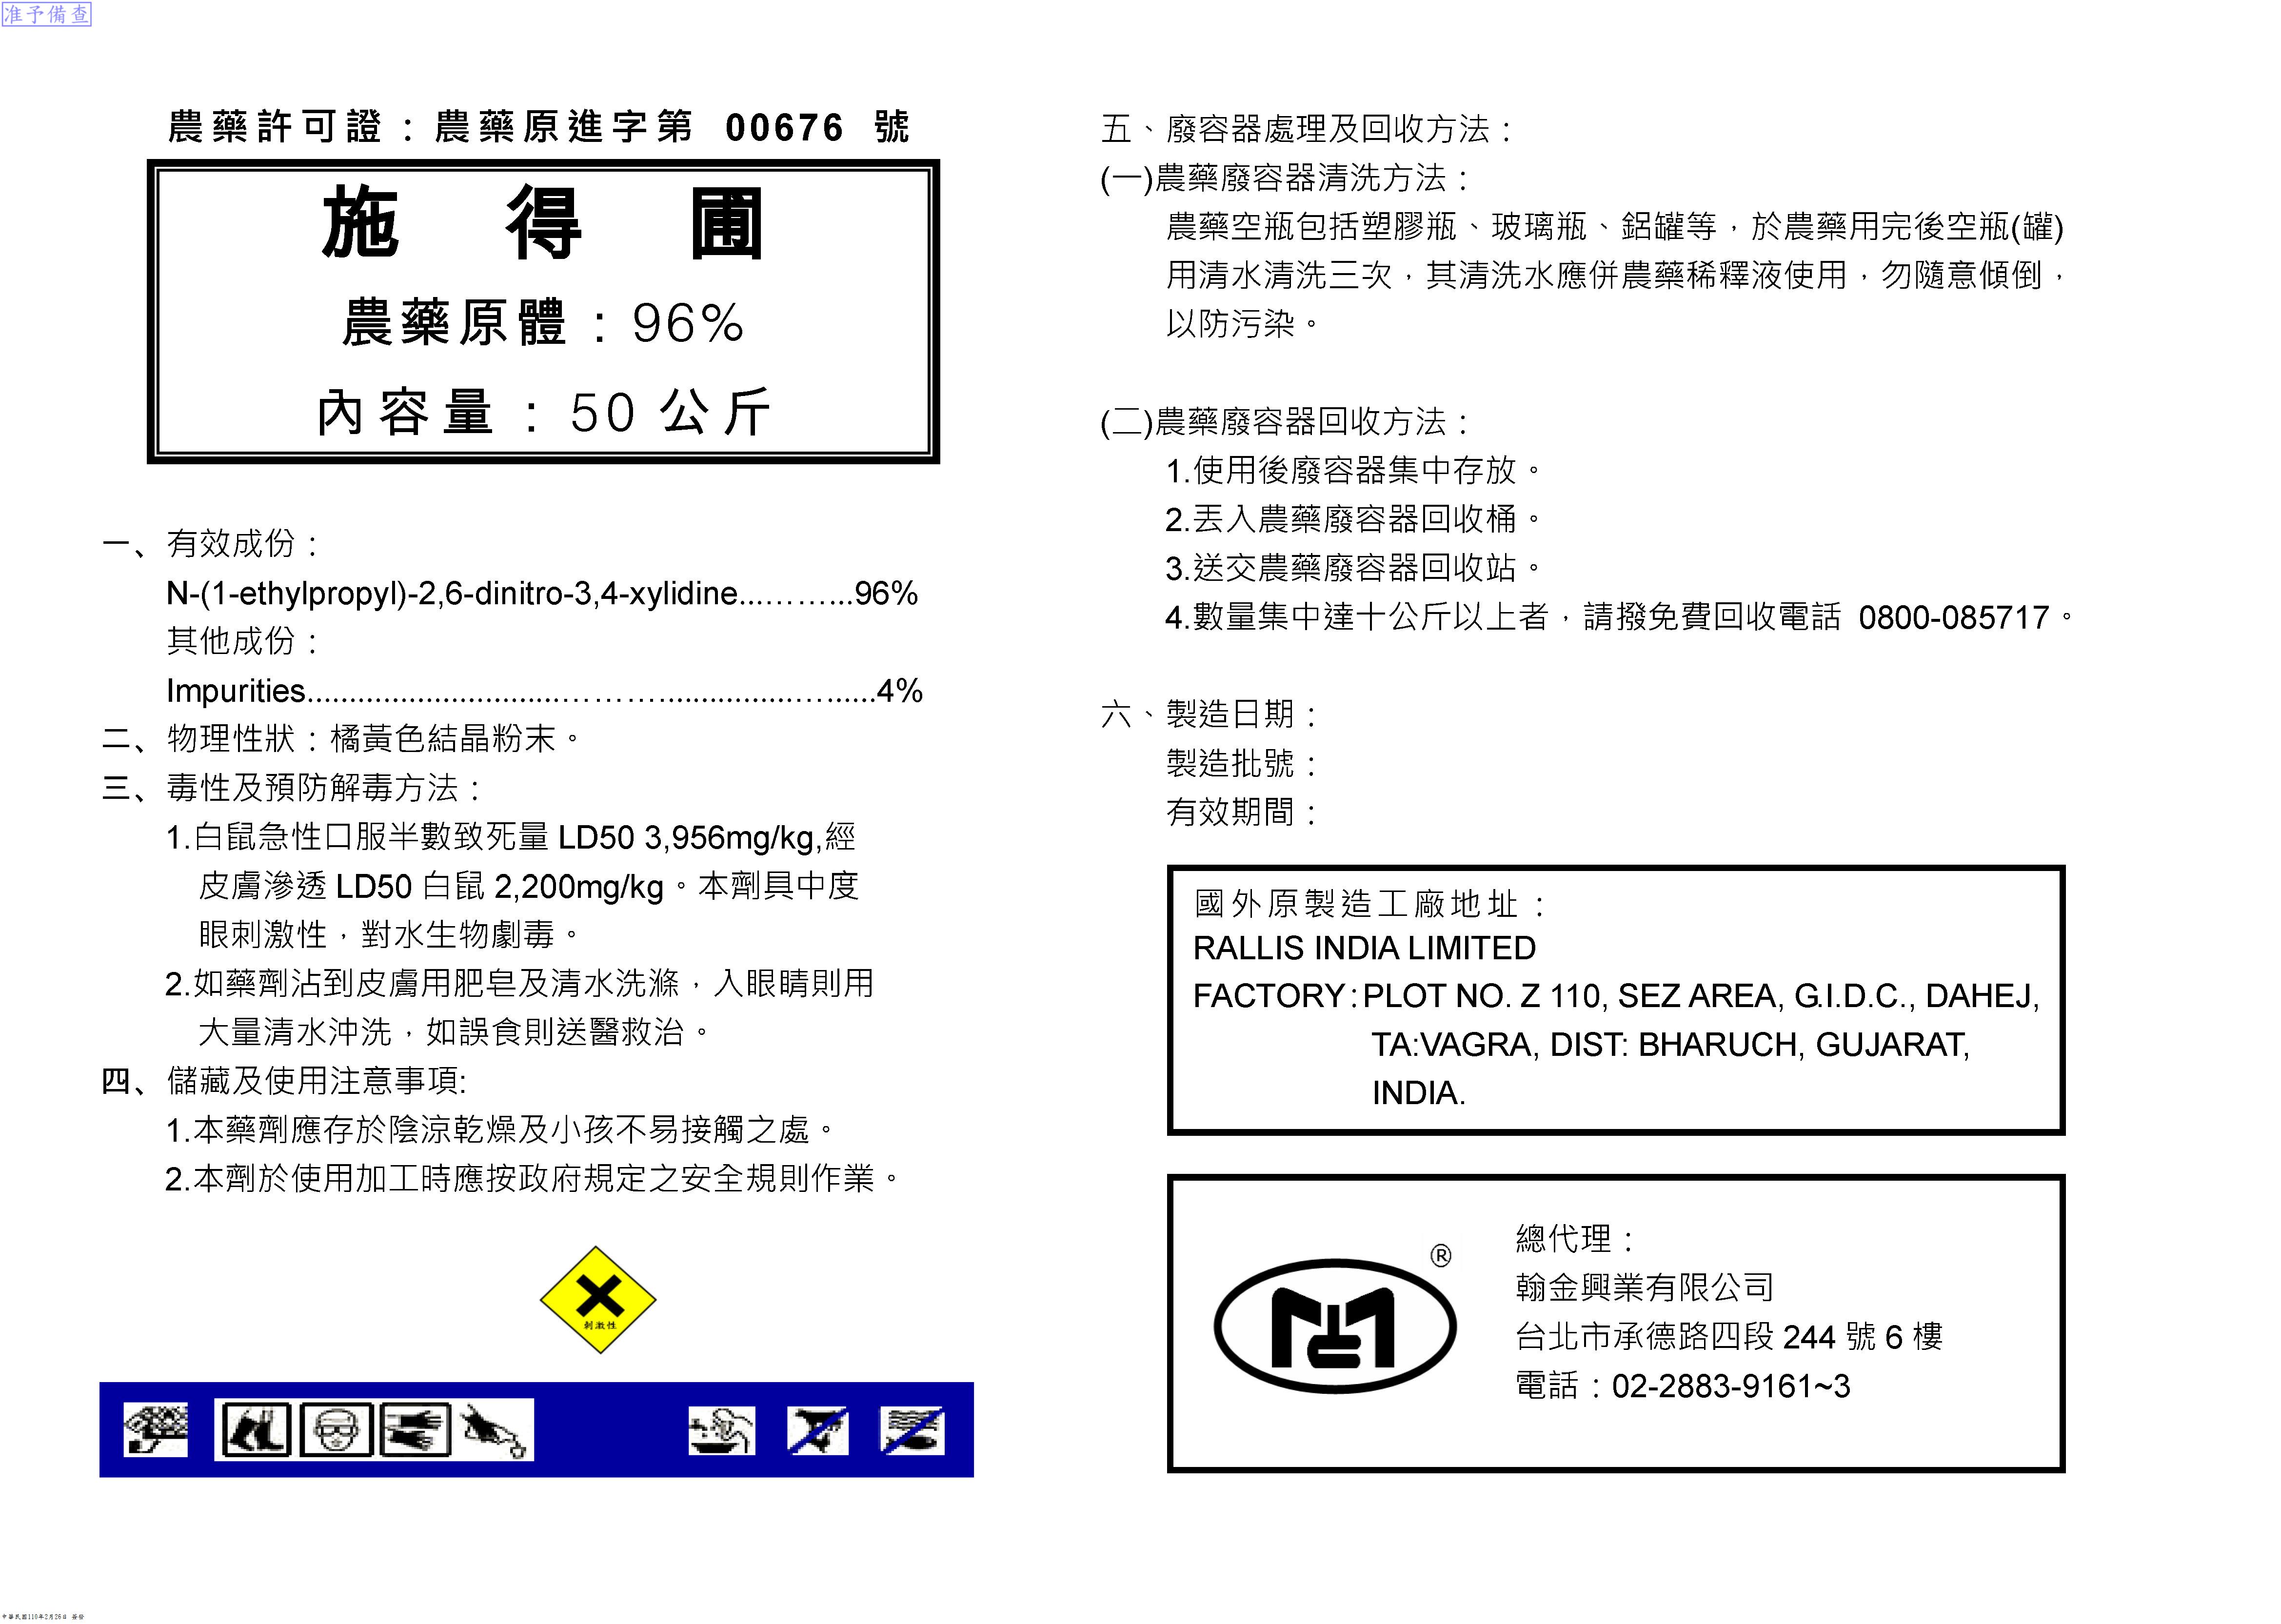 准予備查
農藥許可證：農藥原進字第 00676 號
施得圃
農藥原體：96%
內容量：50 公斤
一、有效成份：
N-(1-ethylpropyl)-2,6-dinitro-3,4-xylidine...………...96%
其他成份：
Impurities..............................………...............…......4%
二、物理性狀：橘黃色結晶粉末。
三、毒性及預防解毒方法：
1.白鼠急性口服半數致死量 LD50 3,956mg/kg,經
皮膚滲透 LD50 白鼠 2,200mg/kg。本劑具中度
眼刺激性，對水生物劇毒。
2.如藥劑沾到皮膚用肥皂及清水洗滌，入眼睛則用
大量清水沖洗，如誤食則送醫救治。
四、儲藏及使用注意事項:
1.本藥劑應存於陰涼乾燥及小孩不易接觸之處。
2.本劑於使用加工時應按政府規定之安全規則作業。
刺激性
五、廢容器處理及回收方法：
(一)農藥廢容器清洗方法：
農藥空瓶包括塑膠瓶、玻璃瓶、鋁罐等，於農藥用完後空瓶(罐)
用清水清洗三次，其清洗水應併農藥稀釋液使用，勿隨意傾倒，
以防污染。
(二)農藥廢容器回收方法：
1.使用後廢容器集中存放。
2.丟入農藥廢容器回收桶。
3.送交農藥廢容器回收站。
4.數量集中達十公斤以上者，請撥免費回收電話 0800-085717。
六、製造日期：
製造批號：
有效期間：
國外原製造工廠地址：
RALLIS INDIA LIMITED
FACTORY:PLOT NO. Z 110, SEZ AREA, G.I.D.C., DAHEJ,
TA:VAGRA, DIST: BHARUCH, GUJARAT,
INDIA.
®
總代理：
翰金興業有限公司
台北市承德路四段 244 號 6 樓
電話：02-2883-9161~3
中華民國110年2月26日